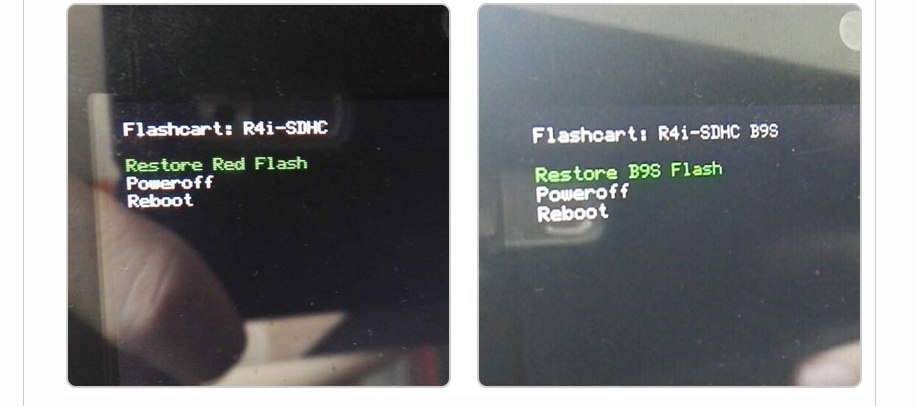 Flashcart: R4i-SDHC
Restore Red Flash
Poweroff
Reboot
Flashcart: R4i-SDHC B9S
Restore B9S Flash
Poweroff
Reboot